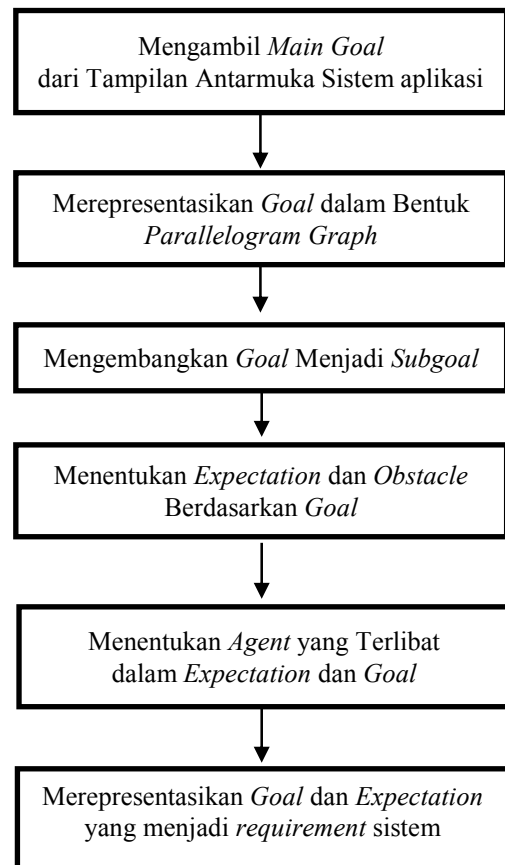 Mengambil Main Goal
dari Tampilan Antarmuka Sistem aplikasi
Merepresentasikan Goal dalam Bentuk
Parallelogram Graph
Mengembangkan Goal Menjadi Subgoal
Menentukan Expectation dan Obstacle
Berdasarkan Goal
Menentukan Agent yang Terlibat
dalam Expectation dan Goal
Merepresentasikan Goal dan Expectation
yang menjadi requirement sistem